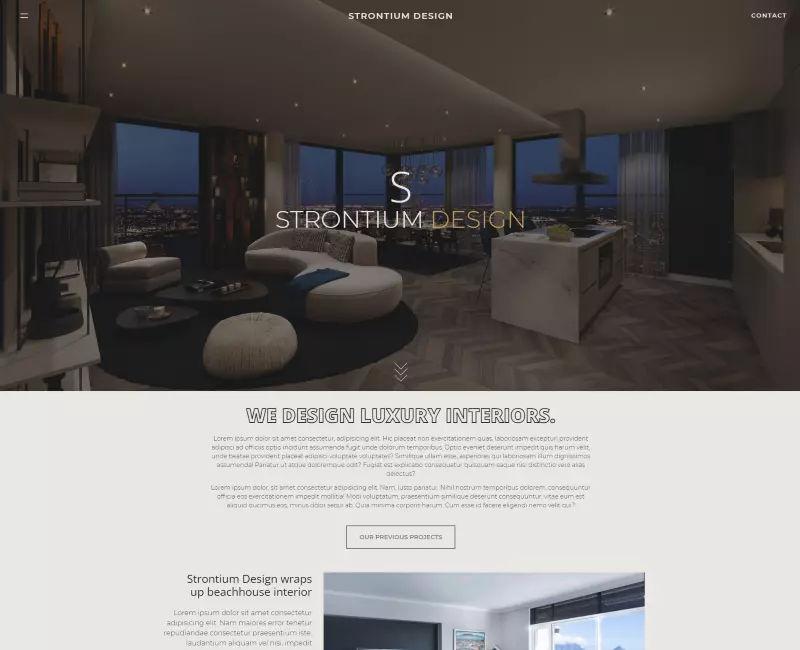 STRONTIUM DESIGN
CONTACT
S
STRONTIUM DESIGN
WE DESIGN LUXURY INTERIORS.
Lorem ipsum dolor sit amet consectetur, adipisicing elit. Hic placeat non exercitationem quas, laboriosam excepturi provident
adipisci ad officiis optio incidunt assumenda fugit unde dolorum temporibus. Optio eveniet deserunt impedit quis harum vitae,
unde beatae provident placeat adipisci voluptate voluptates? Similique ullam esse, asperiores qui laboriosam illum dignissimos
assumenda! Pariatur ut atque doloremque odit? Fugiat est explicabo consequatur quisquam eaque nisi distinctio vero alias
delectus?
Lorem ipsum dolor, sit amet consectetur adipisicing elit. Nam, iusto pariatur. Nihil nostrum temporibus dolorem, consequuntur
officia eos exercitationem impedit mollitia! Modi voluptatum, praesentium similique deserunt consequuntur, vitae eum est
aliquid ducimus eos, minus dolor sequi ab. Quia minima corporis harum. Cum esse id facere eligendi nemo velit cum?
OUR PREVIOUS PROJECTS
Strontium Design wraps
up beachhouse interior
Lorem ipsum dolor sit amet consectetur
adipisicing elit. Nam maiores error tenetur
repudiandae consectetur praesentium iste,
laudantium aliquam vel nisi, impedit